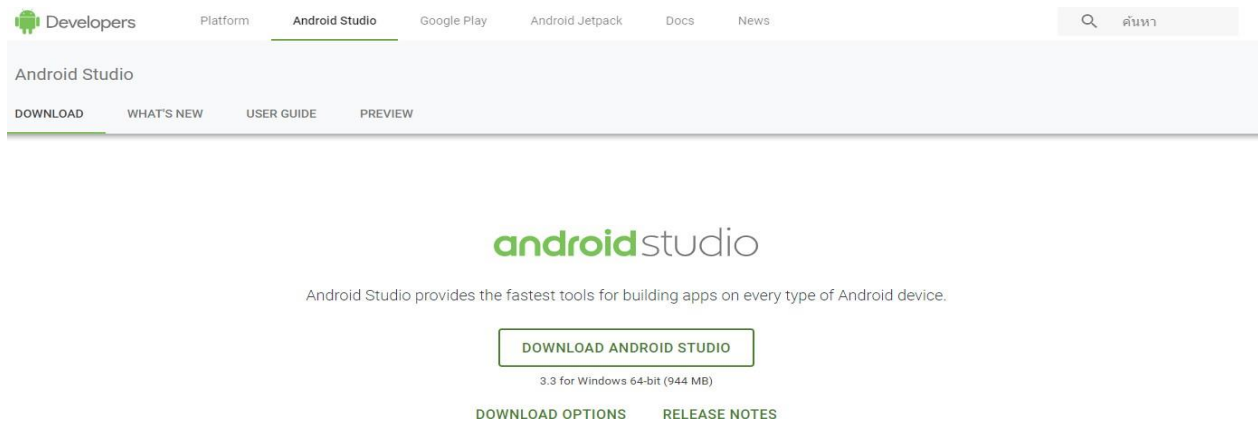 Developers Platform Android Studio Google Play Android Jetpack Docs News ค้นหา
Android Studio
DOWNLOAD WHAT'S NEW USER GUIDE PREVIEW
androidstudio
Android Studio provides the fastest tools for building apps on every type of Android device.
DOWNLOAD ANDROID STUDIO
3.3 for Windows 64-bit (944 MB)
DOWNLOAD OPTIONS RELEASE NOTES